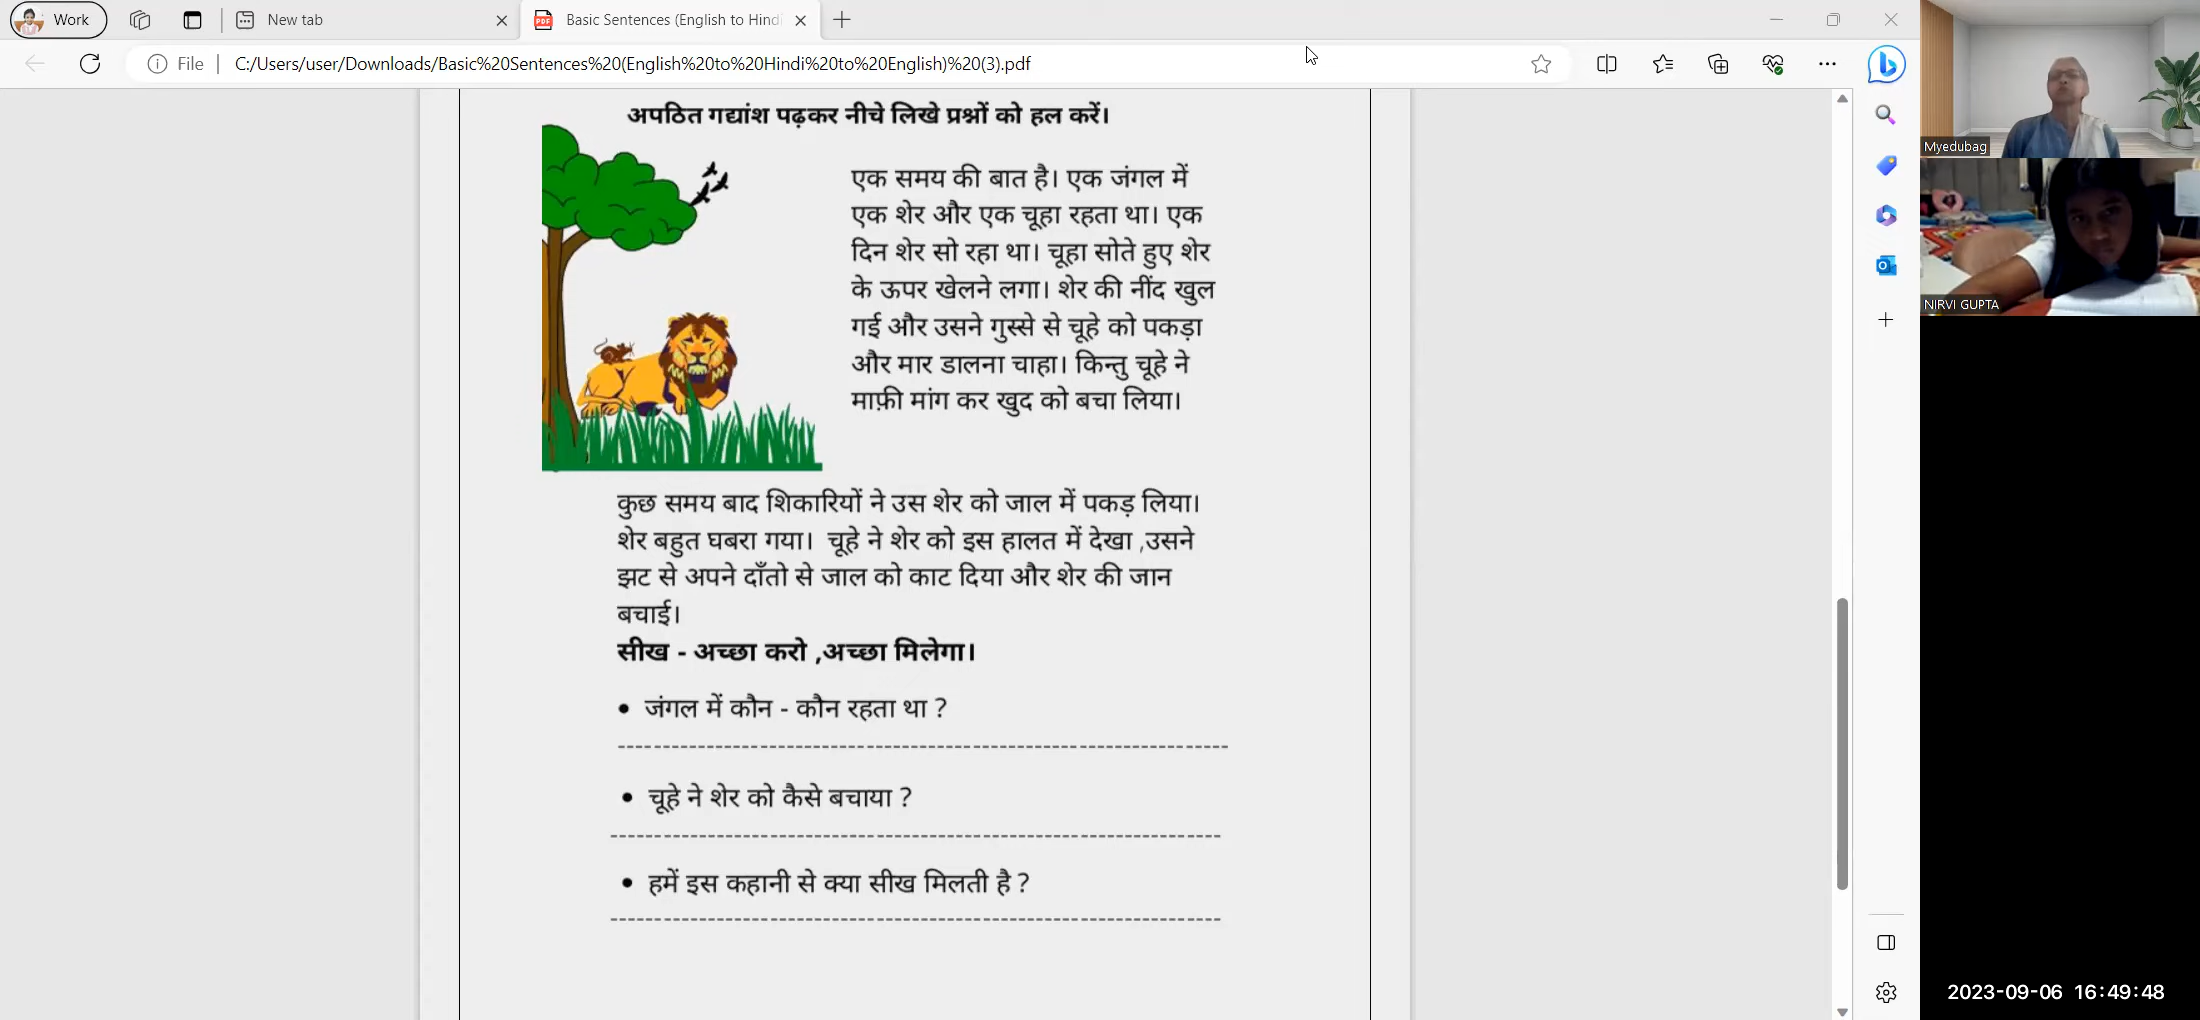 Work
New tab
Basic Sentences (English to Hindi
File
C:/Users/user/Downloads/Basic%20Sentences%20(English%20to%20Hindi%20to%20English)%20(3).pdf
अपठित गद्यांश पढ़कर नीचे लिखे प्रश्नों को हल करें।
एक समय की बात है। एक जंगल में
एक शेर और एक चूहा रहता था। एक
दिन शेर सो रहा था। चूहा सोते हुए शेर
के ऊपर खेलने लगा। शेर की नींद खुल
गई और उसने गुस्से से चूहे को पकड़ा
और मार डालना चाहा। किन्तु चूहे ने
माफ़ी मांग कर खुद को बचा लिया।
कुछ समय बाद शिकारियों ने उस शेर को जाल में पकड़ लिया।
शेर बहुत घबरा गया। चूहे ने शेर को इस हालत में देखा ,उसने
झट से अपने दाँतो से जाल को काट दिया और शेर की जान
बचाई।
सीख - अच्छा करो ,अच्छा मिलेगा।
• जंगल में कौन - कौन रहता था ?
• चूहे ने शेर को कैसे बचाया ?
• हमें इस कहानी से क्या सीख मिलती है ?
Myedubag
NIRVI GUPTA
2023-09-06 16:49:48